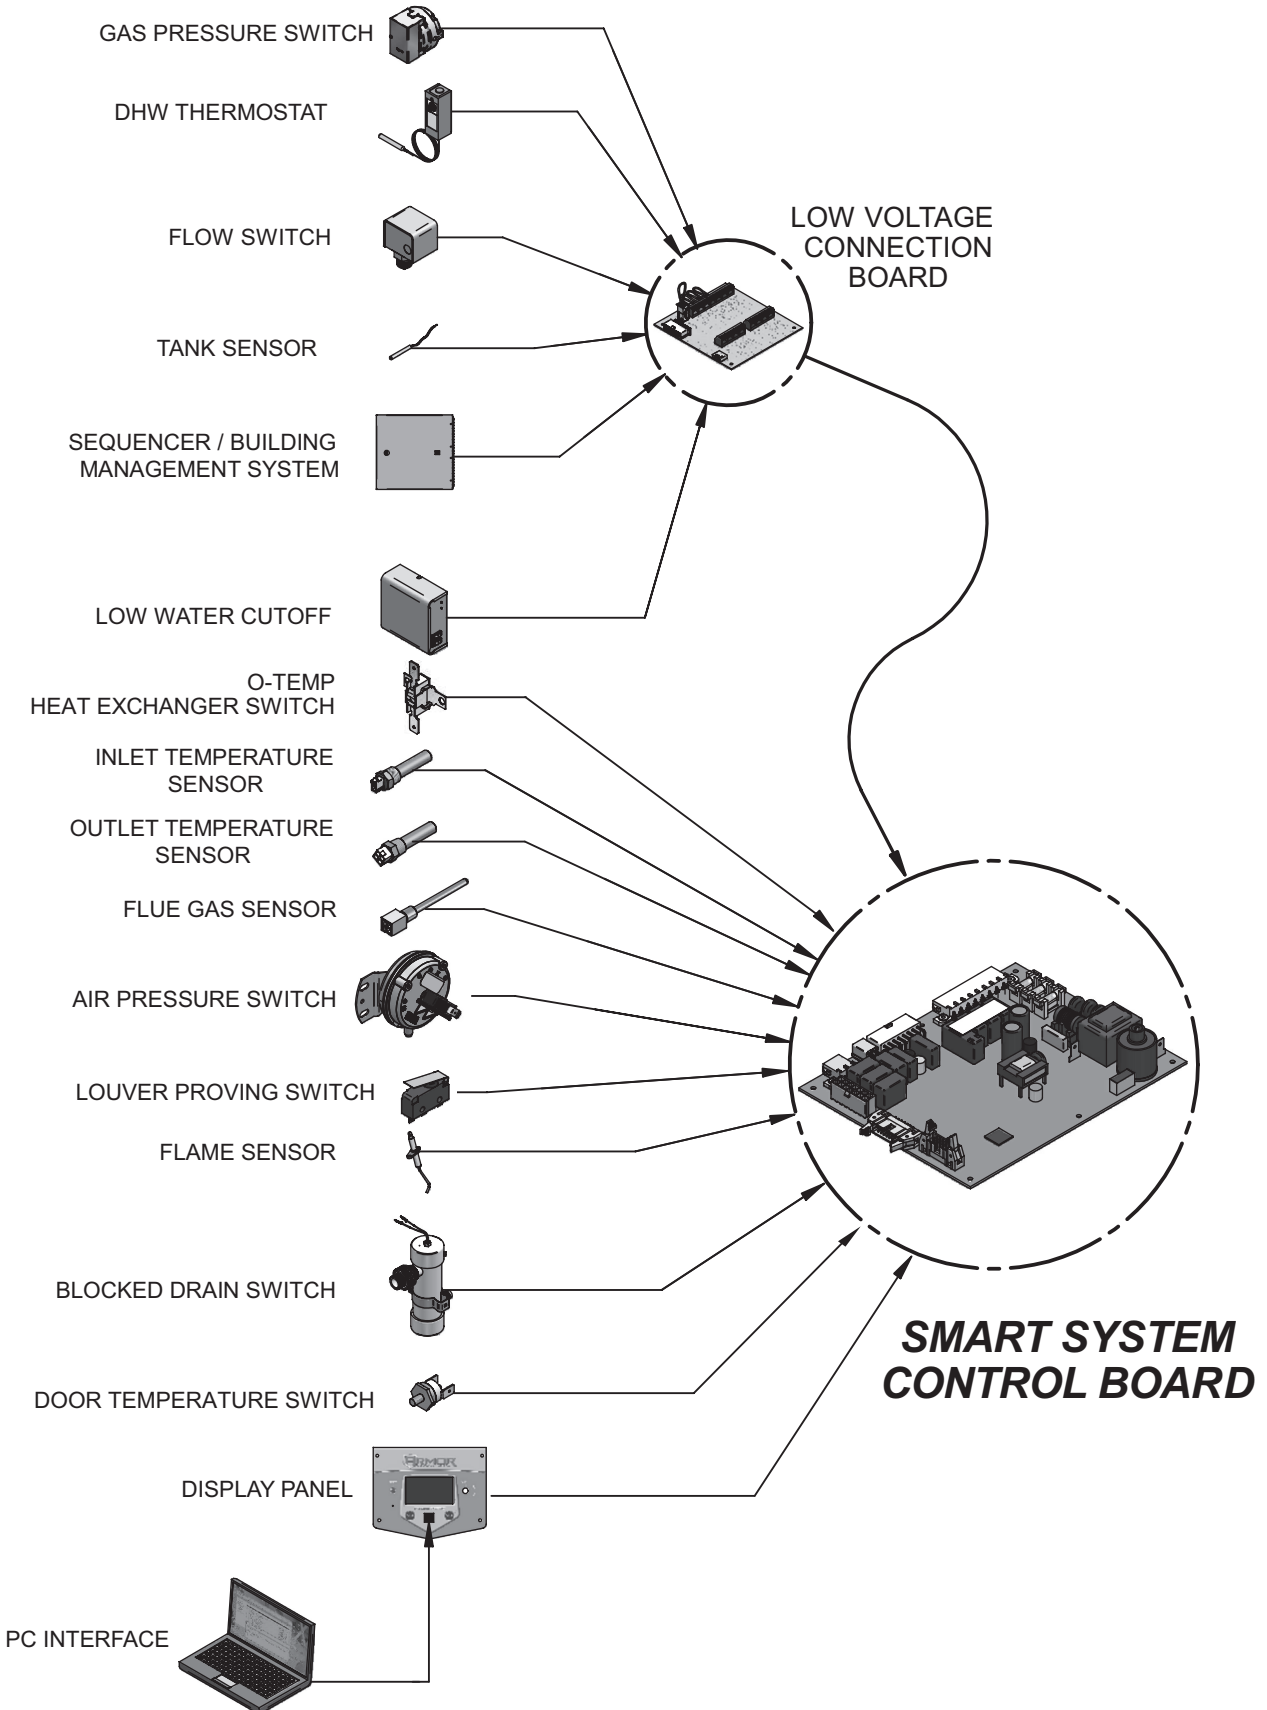 GAS PRESSURE SWITCH
DHW THERMOSTAT
LOW VOLTAGE
CONNECTION
BOARD
FLOW SWITCH
TANK SENSOR
SEQUENCER / BUILDING
MANAGEMENT SYSTEM
LOW WATER CUTOFF
O-TEMP
HEAT EXCHANGER SWITCH
INLET TEMPERATURE
SENSOR
OUTLET TEMPERATURE
SENSOR
FLUE GAS SENSOR
AIR PRESSURE SWITCH
LOUVER PROVING SWITCH
FLAME SENSOR
BLOCKED DRAIN SWITCH
SMART SYSTEM
CONTROL BOARD
DOOR TEMPERATURE SWITCH
ARMOR
DISPLAY PANEL
PC INTERFACE